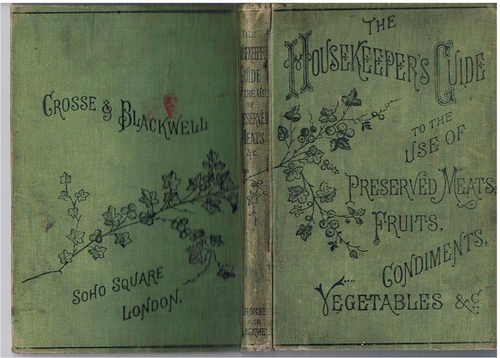 CROSSE & BLACKWELL
SOHO SQUARE
LONDON.
THE
HOUSEKEEPER'S
GUIDE
TO THE USE
OF
PRESERVED
MEATS
&c.
CROSSE
AND
BLACKWELL
THE
HOUSEKEEPER'S GUIDE
TO THE
USE OF
PRESERVED MEATS,
FRUITS,
CONDIMENTS,
VEGETABLES &c.